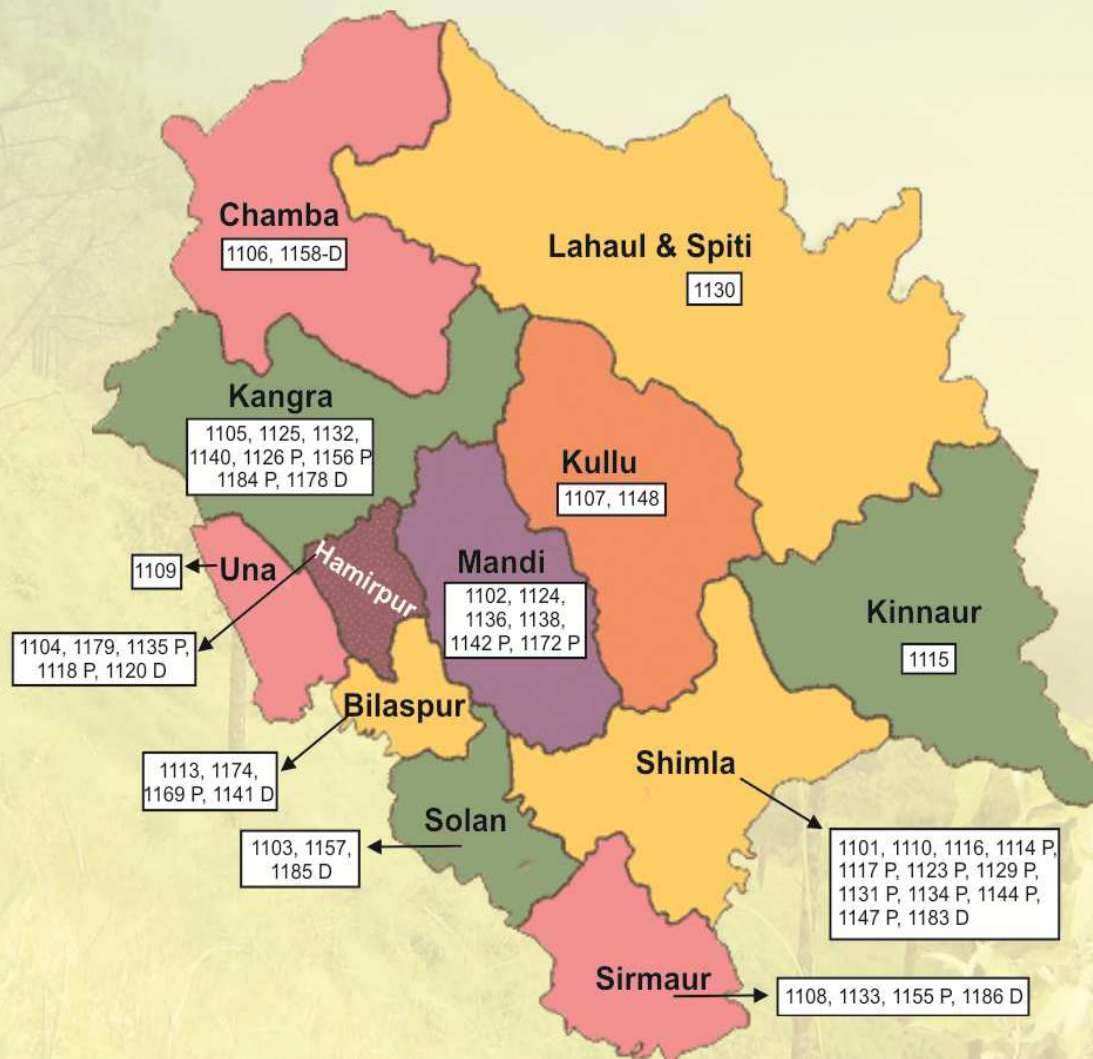 Chamba
1106, 1158-D
Lahaul & Spiti
1130
Kangra
1105, 1125, 1132,
1140, 1126 P, 1156 P
1184 P, 1178 D
Kullu
1107, 1148
Una
1109
Hamirpur
1104, 1179, 1135 P,
1118 P, 1120 D
Mandi
1102, 1124,
1136, 1138,
1142 P, 1172 P
Kinnaur
1115
Bilaspur
1113, 1174,
1169 P, 1141 D
Shimla
1101, 1110, 1116, 1114 P,
1117 P, 1123 P, 1129 P,
1131 P, 1134 P, 1144 P,
1147 P, 1183 D
Solan
1103, 1157,
1185 D
Sirmaur
1108, 1133, 1155 P, 1186 D